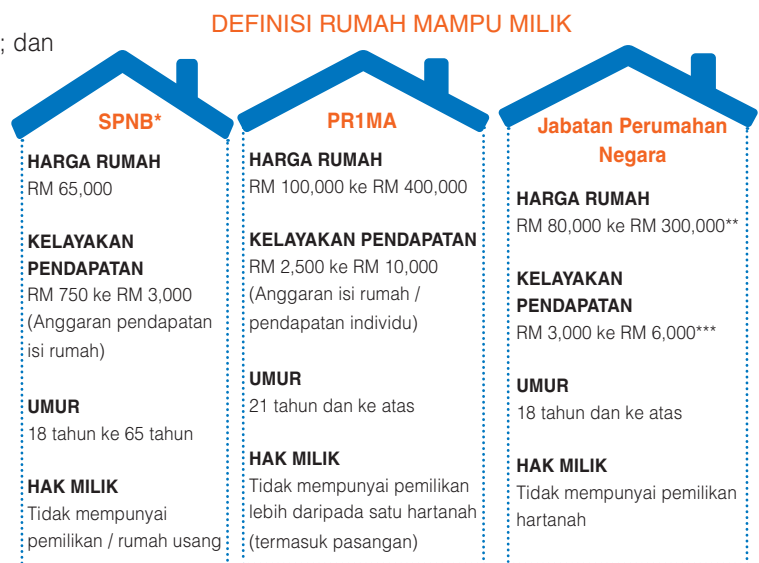 DEFINISI RUMAH MAMPU MILIK
; dan
SPNB*
HARGA RUMAH
RM 65,000
KELAYAKAN
PENDAPATAN
RM 750 ke RM 3,000
(Anggaran pendapatan
isi rumah)
UMUR
18 tahun ke 65 tahun
HAK MILIK
Tidak mempunyai
pemilikan / rumah usang
PR1MA
HARGA RUMAH
RM 100,000 ke RM 400,000
KELAYAKAN PENDAPATAN
RM 2,500 ke RM 10,000
(Anggaran isi rumah /
pendapatan individu)
UMUR
21 tahun dan ke atas
HAK MILIK
Tidak mempunyai pemilikan
lebih daripada satu hartanah
(termasuk pasangan)
Jabatan Perumahan
Negara
HARGA RUMAH
RM 80,000 ke RM 300,000**
KELAYAKAN
PENDAPATAN
RM 3,000 ke RM 6,000***
UMUR
18 tahun dan ke atas
HAK MILIK
Tidak mempunyai pemilikan
hartanah